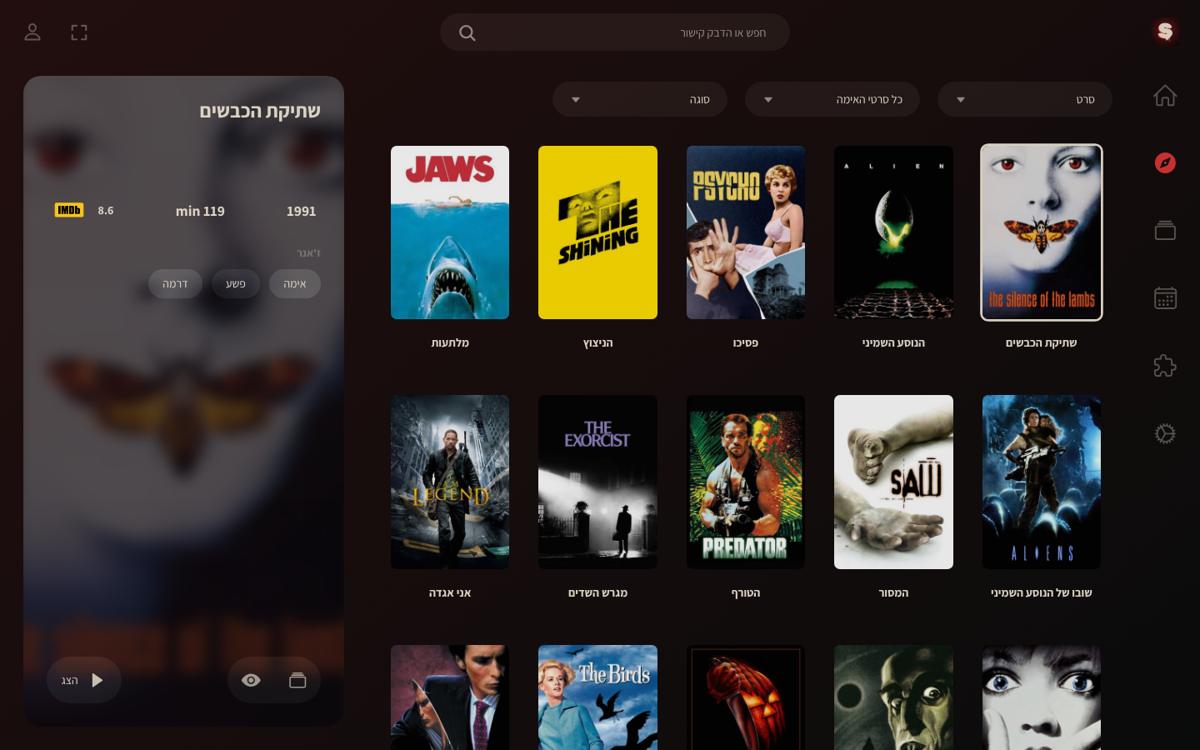 חפש או הדבק קישור
סרט
כל סרטי האימה
סוגה
שתיקת הכבשים
1991
119 min
8.6
IMDb
ז'אנר
אימה
פשע
דרמה
הצג
the silence of the lambs
ALIEN
PSYCHO
THE
SHiNiNG
JAWS
שתיקת הכבשים
הנוסע השמיני
פסיכו
הניצוץ
מלתעות
ALIENS
SAW
PREDATOR
THE
EXORCIST
LEGEND
שובו של הנוסע השמיני
המסור
הטורף
מגרש השדים
אני אגדה
The Birds